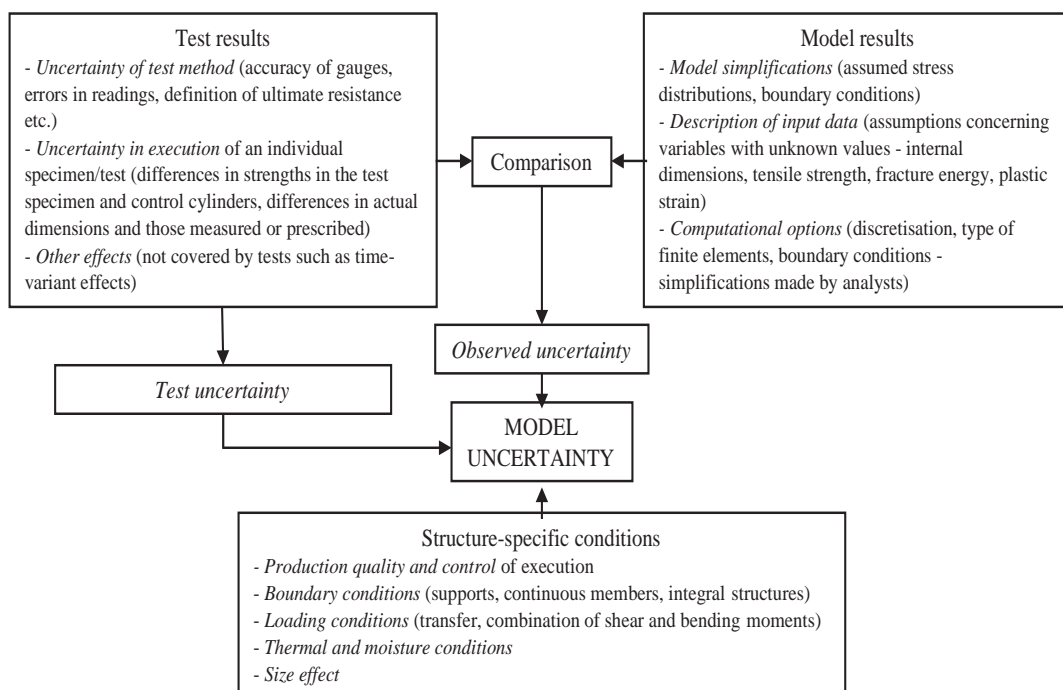 Test results
- Uncertainty of test method (accuracy of gauges,
errors in readings, definition of ultimate resistance
etc.)
- Uncertainty in execution of an individual
specimen/test (differences in strengths in the test
specimen and control cylinders, differences in actual
dimensions and those measured or prescribed)
- Other effects (not covered by tests such as time-
variant effects)
Comparison
Model results
- Model simplifications (assumed stress
distributions, boundary conditions)
- Description of input data (assumptions concerning
variables with unknown values - internal
dimensions, tensile strength, fracture energy, plastic
strain)
- Computational options (discretisation, type of
finite elements, boundary conditions -
simplifications made by analysts)
Observed uncertainty
Test uncertainty
MODEL
UNCERTAINTY
Structure-specific conditions
- Production quality and control of execution
- Boundary conditions (supports, continuous members, integral structures)
- Loading conditions (transfer, combination of shear and bending moments)
- Thermal and moisture conditions
- Size effect